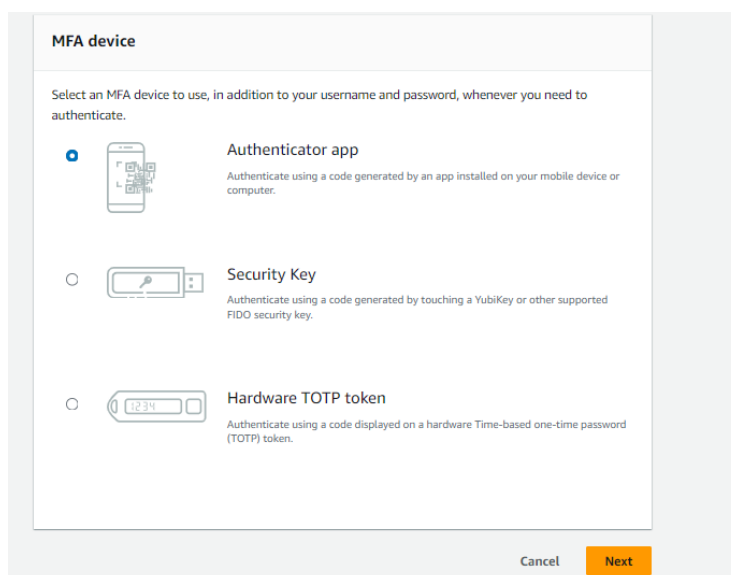 MFA device
Select an MFA device to use, in addition to your username and password, whenever you need to
authenticate.
Authenticator app
Authenticate using a code generated by an app installed on your mobile device or
computer.
Security Key
Authenticate using a code generated by touching a YubiKey or other supported
FIDO security key.
1234
Hardware TOTP token
Authenticate using a code displayed on a hardware Time-based one-time password
(TOTP) token.
Cancel Next